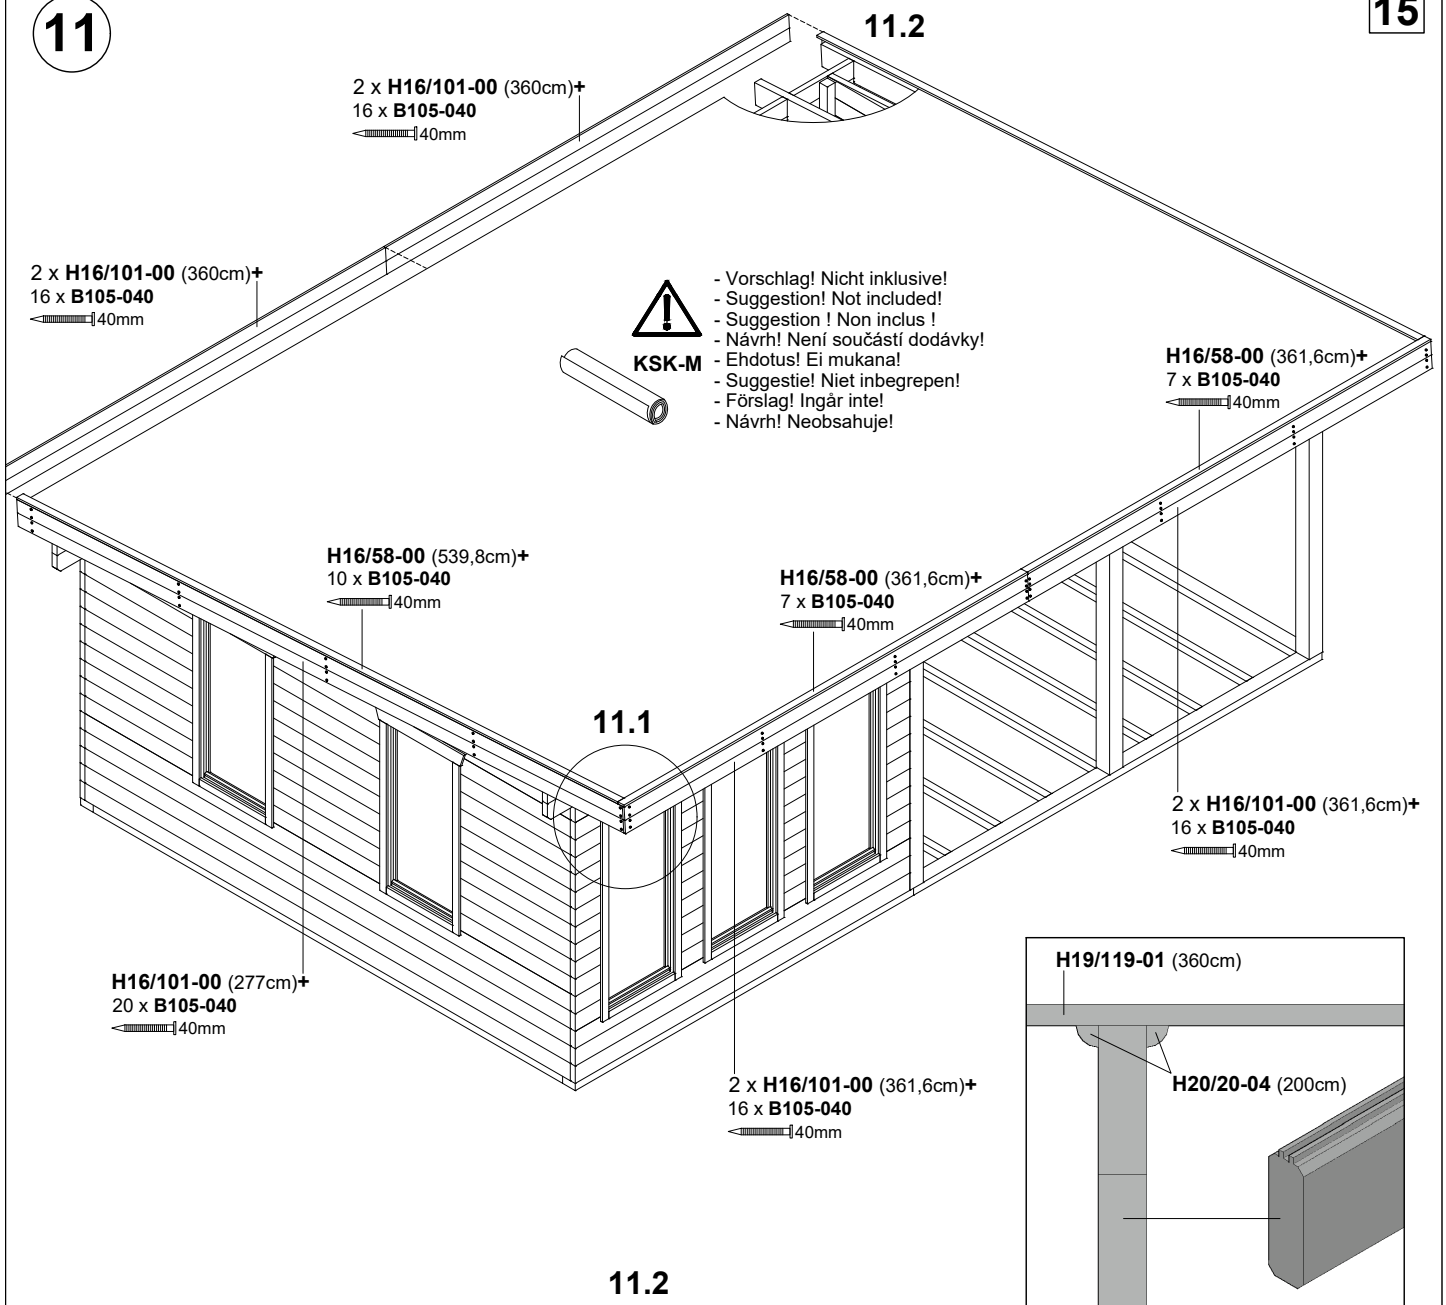 11
11.2
15
2 x H16/101-00 (360cm)+
16 x B105-040
40mm
2 x H16/101-00 (360cm)+
16 x B105-040
40mm
- Vorschlag! Nicht inklusive!
- Suggestion! Not included!
- Suggestion ! Non inclus !
- Návrh! Není součástí dodávky!
- Ehdotus! Ei mukana!
- Suggestie! Niet inbegrepen!
- Förslag! Ingår inte!
- Návrh! Neobsahuje!
KSK-M
H16/58-00 (361,6cm)+
7 x B105-040
40mm
H16/58-00 (539,8cm)+
10 x B105-040
40mm
H16/58-00 (361,6cm)+
7 x B105-040
40mm
11.1
2 x H16/101-00 (361,6cm)+
16 x B105-040
40mm
H16/101-00 (277cm)+
20 x B105-040
40mm
2 x H16/101-00 (361,6cm)+
16 x B105-040
40mm
H19/119-01 (360cm)
H20/20-04 (200cm)
11.2